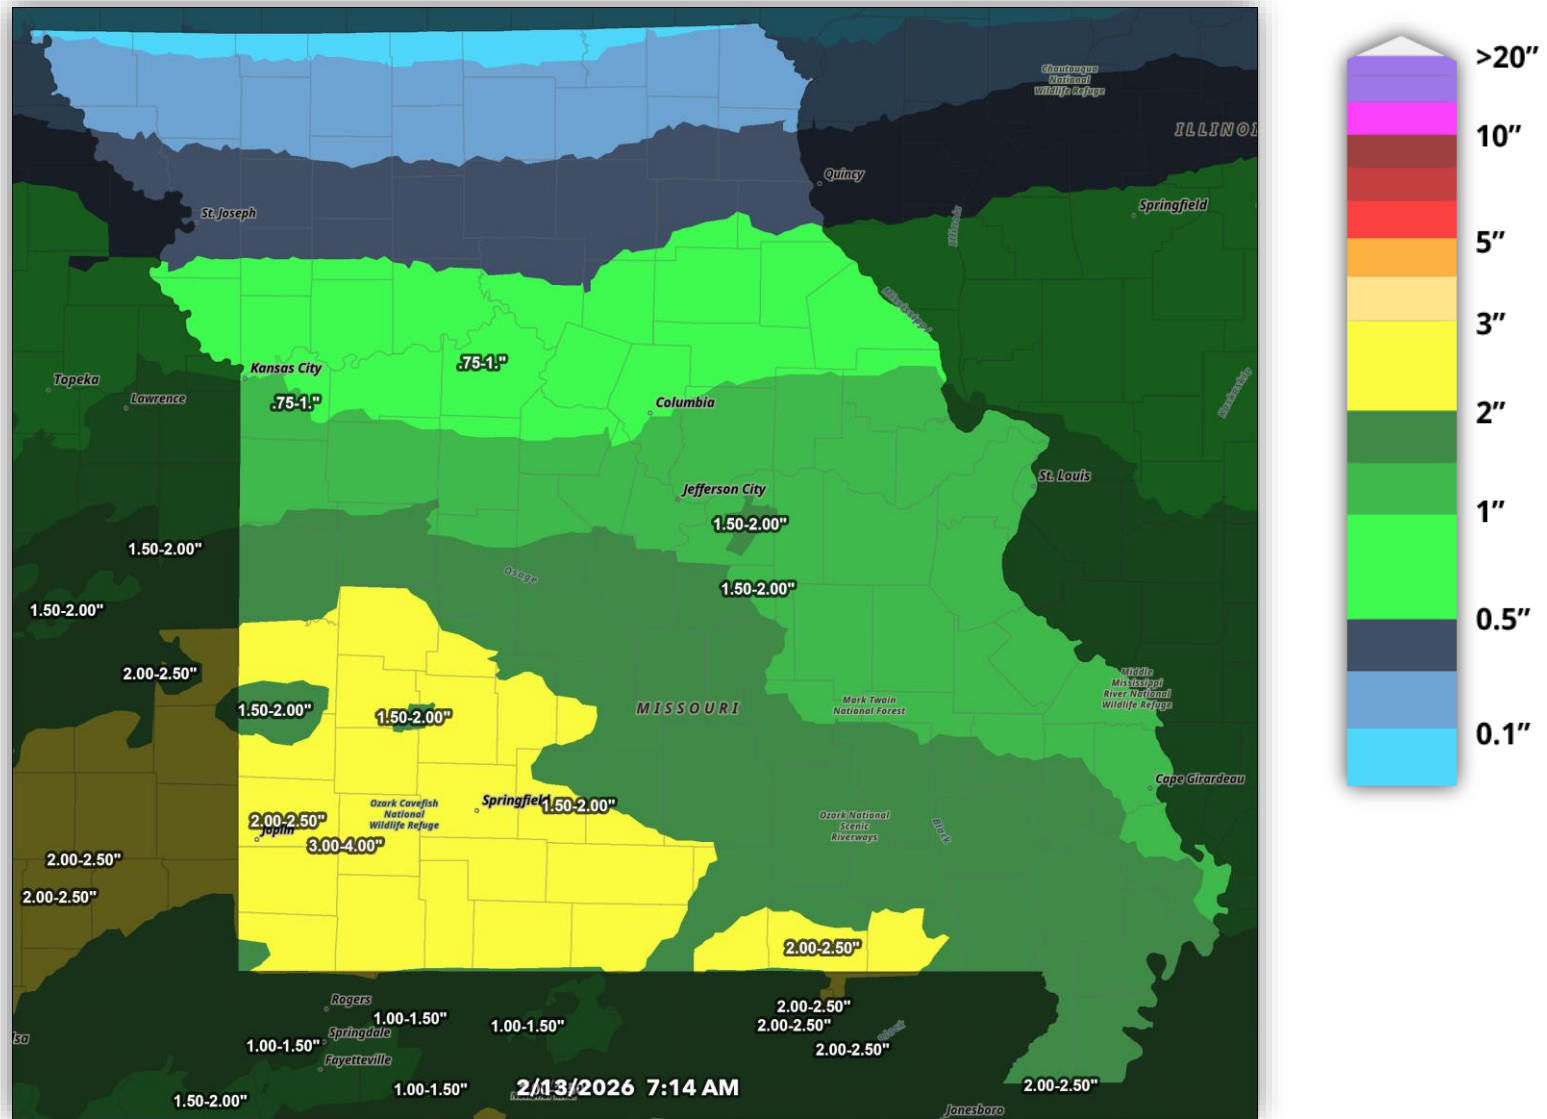 >20”
10”
5”
3”
2”
1”
0.5”
0.1”
Chautauqua
National
Wildlife Refuge
ILLINOI
Quincy
Springfield
St. Joseph
Illinois
Mississippi
Kansas City
.75-1."
.75-1."
Topeka
Lawrence
Columbia
Kaskaskia
St. Louis
Jefferson City
1.50-2.00"
1.50-2.00"
1.50-2.00"
1.50-2.00"
Osage
2.00-2.50"
Middle
Mississippi
River National
Wildlife Refuge
1.50-2.00"
1.50-2.00"
MISSOURI
Mark Twain
National Forest
Cape Girardeau
Ozark Cavefish
National
Wildlife Refuge
Springfield
1.50-2.00"
2.00-2.50"
Joplin
3.00-4.00"
Ozark National
Scenic
Riverways
Black
2.00-2.50"
2.00-2.50"
2.00-2.50"
Rogers
1.00-1.50"
1.00-1.50"
2.00-2.50"
2.00-2.50"
Black
lsa
Springdale
1.00-1.50"
2.00-2.50"
Fayetteville
1.00-1.50"
1.50-2.00"
2/13/2026 7:14 AM
2.00-2.50"
Jonesboro